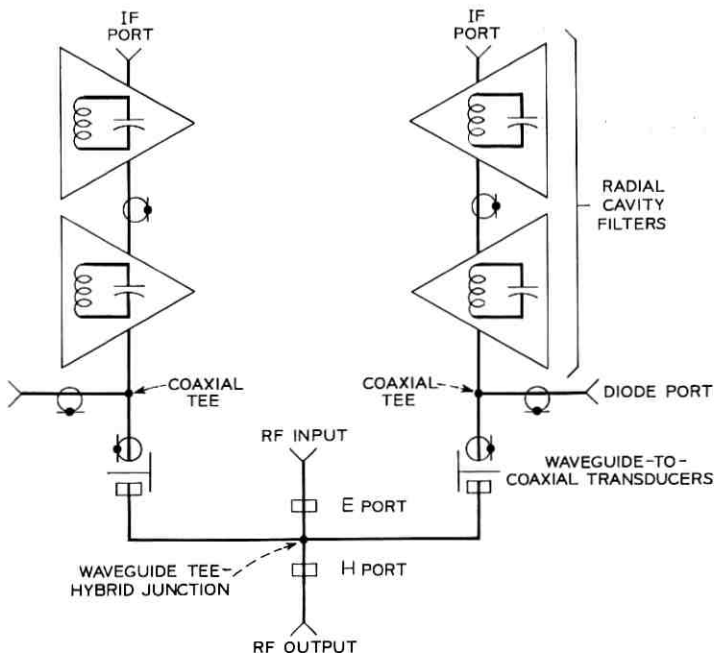 IF
PORT
IF
PORT
RADIAL
CAVITY
FILTERS
COAXIAL
TEE
COAXIAL
TEE
DIODE PORT
RF INPUT
WAVEGUIDE-TO-
COAXIAL TRANSDUCERS
E PORT
WAVEGUIDE TEE-
HYBRID JUNCTION
H PORT
RF OUTPUT